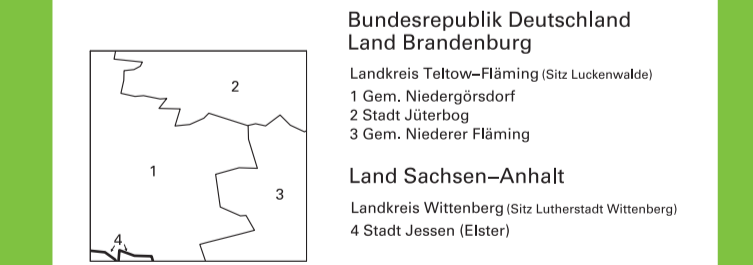 Bundesrepublik Deutschland
Land Brandenburg
Landkreis Teltow–Fläming (Sitz Luckenwalde)
1 Gem. Niedergörsdorf
2 Stadt Jüterbog
3 Gem. Niederer Fläming
Land Sachsen–Anhalt
Landkreis Wittenberg (Sitz Lutherstadt Wittenberg)
4 Stadt Jessen (Elster)
2
1
3
4